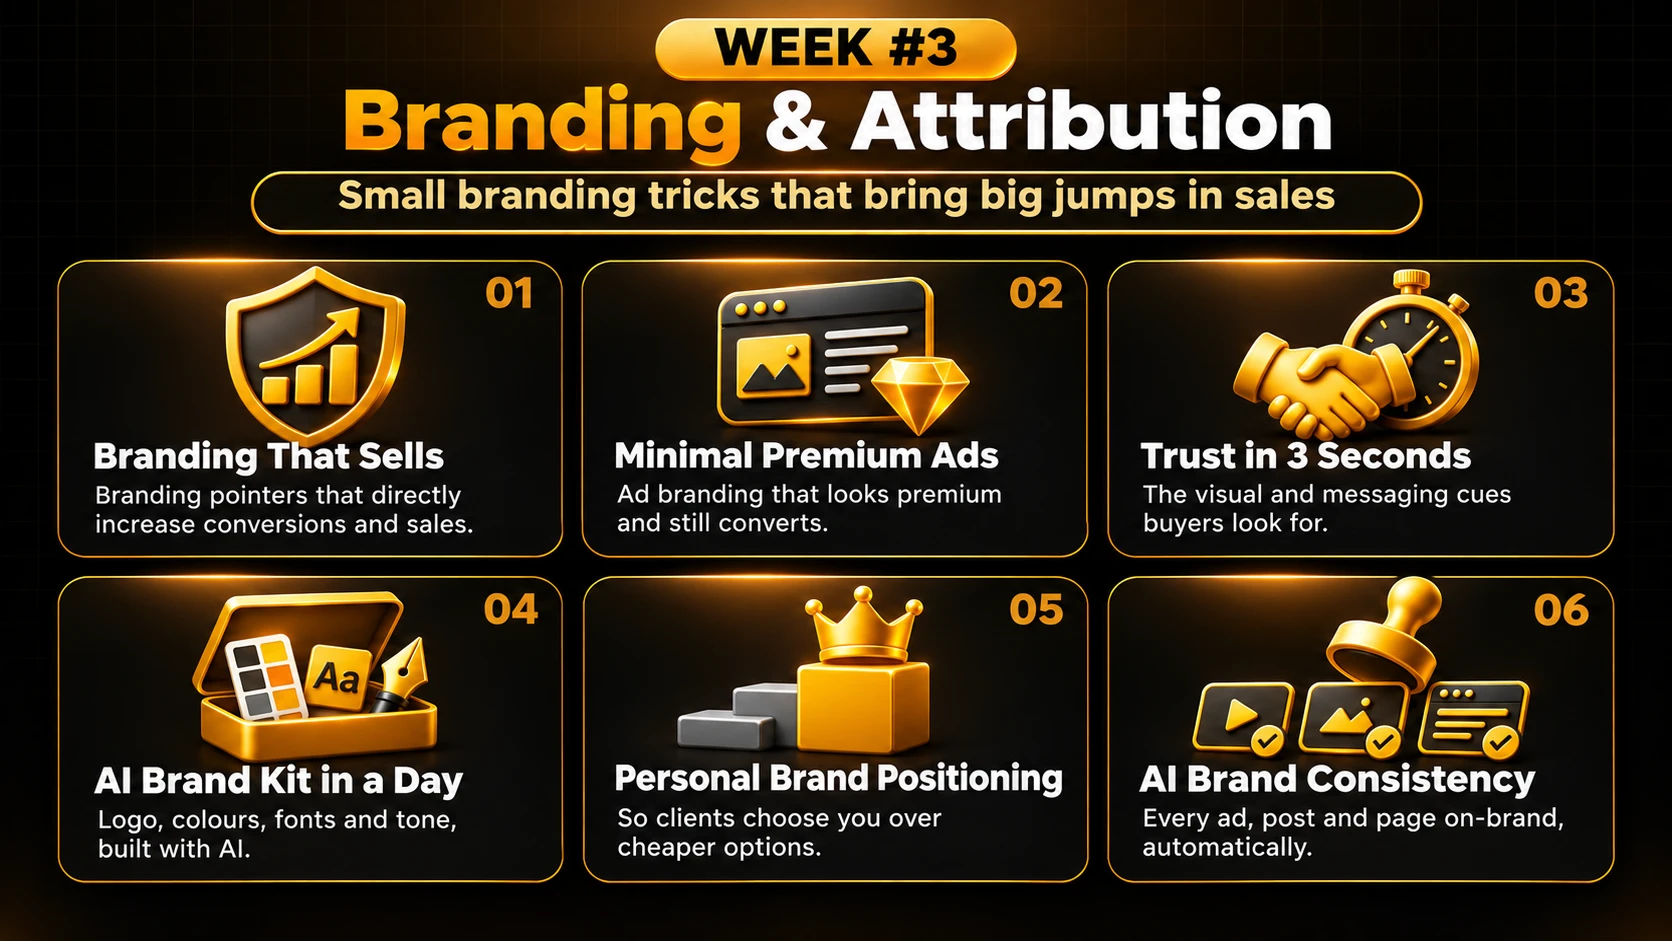 WEEK #3
Branding & Attribution
Small branding tricks that bring big jumps in sales
01
Branding That Sells
Branding pointers that directly
increase conversions and sales.
02
Minimal Premium Ads
Ad branding that looks premium
and still converts.
03
Trust in 3 Seconds
The visual and messaging cues
buyers look for.
04
Aa
AI Brand Kit in a Day
Logo, colours, fonts and tone,
built with AI.
05
Personal Brand Positioning
So clients choose you over
cheaper options.
06
AI Brand Consistency
Every ad, post and page on-brand,
automatically.